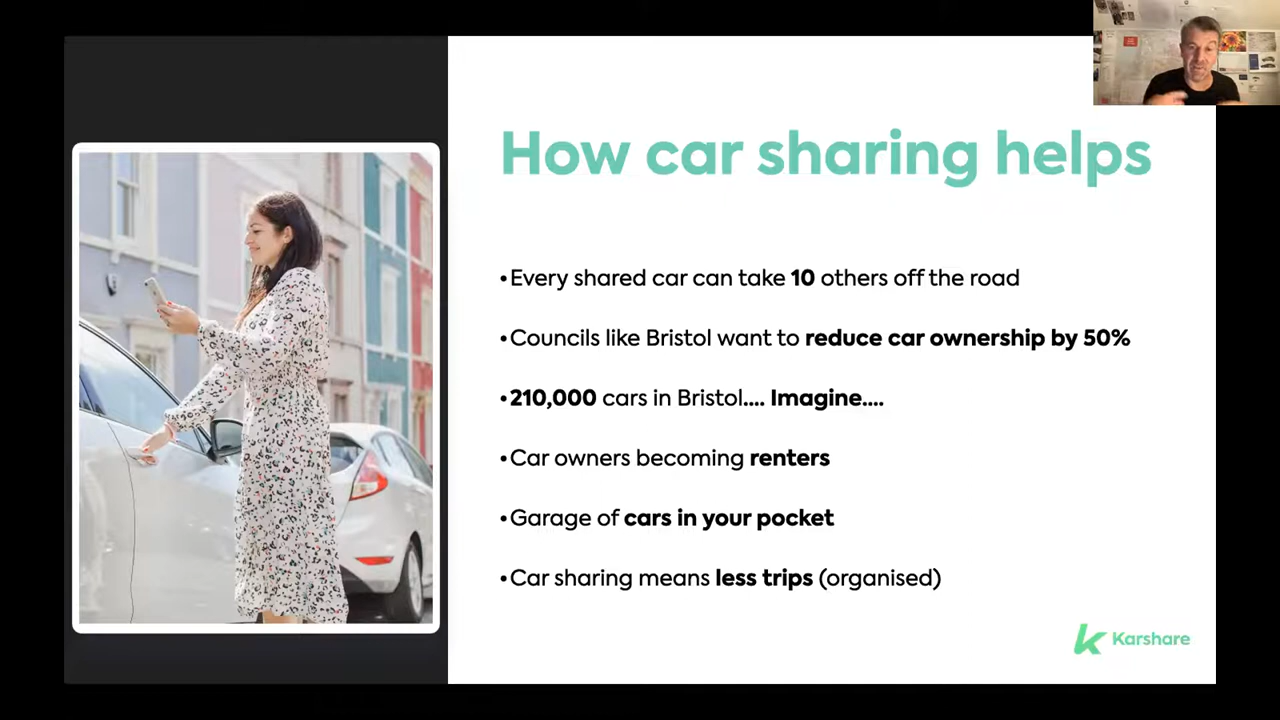 How car sharing helps
•Every shared car can take 10 others off the road
•Councils like Bristol want to reduce car ownership by 50%
•210,000 cars in Bristol.... Imagine....
•Car owners becoming renters
•Garage of cars in your pocket
•Car sharing means less trips (organised)
Karshare